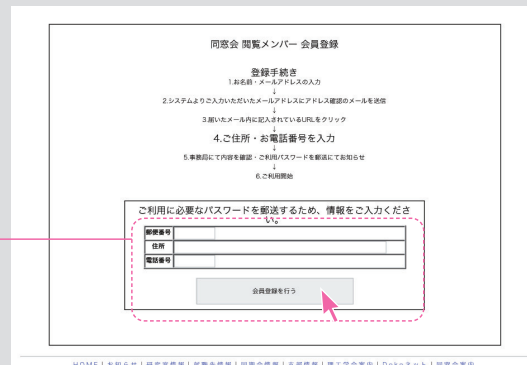 同窓会 閲覧メンバー 会員登録
登録手続き
1.お名前・メールアドレスの入力
↓
2.システムよりご入力いただいたメールアドレスにアドレス確認のメールを送信
↓
3.届いたメール内に記入されているURLをクリック
↓
4.ご住所・お電話番号を入力
↓
5.事務局にて内容を確認・ご利用パスワードを郵送にてお知らせ
↓
6.ご利用開始
ご利用に必要なパスワードを郵送するため、情報をご入力くださ
い。
郵便番号
住所
電話番号
会員登録を行う
HOME | お知らせ |